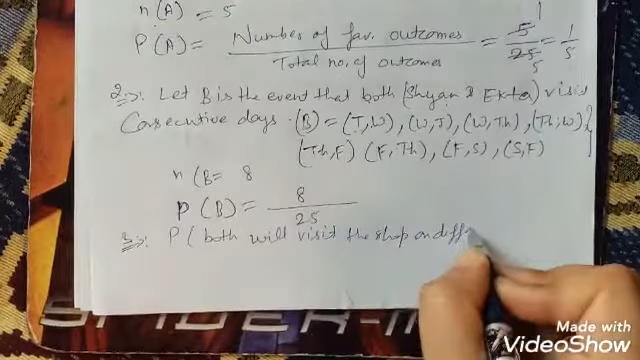 n(A) = 5
P(A) = Number of fav. outcomes / Total no. of outcomes = 5/25 = 1/5
2⇒: Let B is the event that both (Shyam & Ekta) visit
Consecutive days. (B) = (T,W), (W,T), (W,Th), (Th,W)}
(Th,F) (F,Th), (F,S), (S,F)
n(B = 8
P(B) = 8/25
3⇒: P(both will visit the shop on diff
SPIDER
Made with
VideoShow